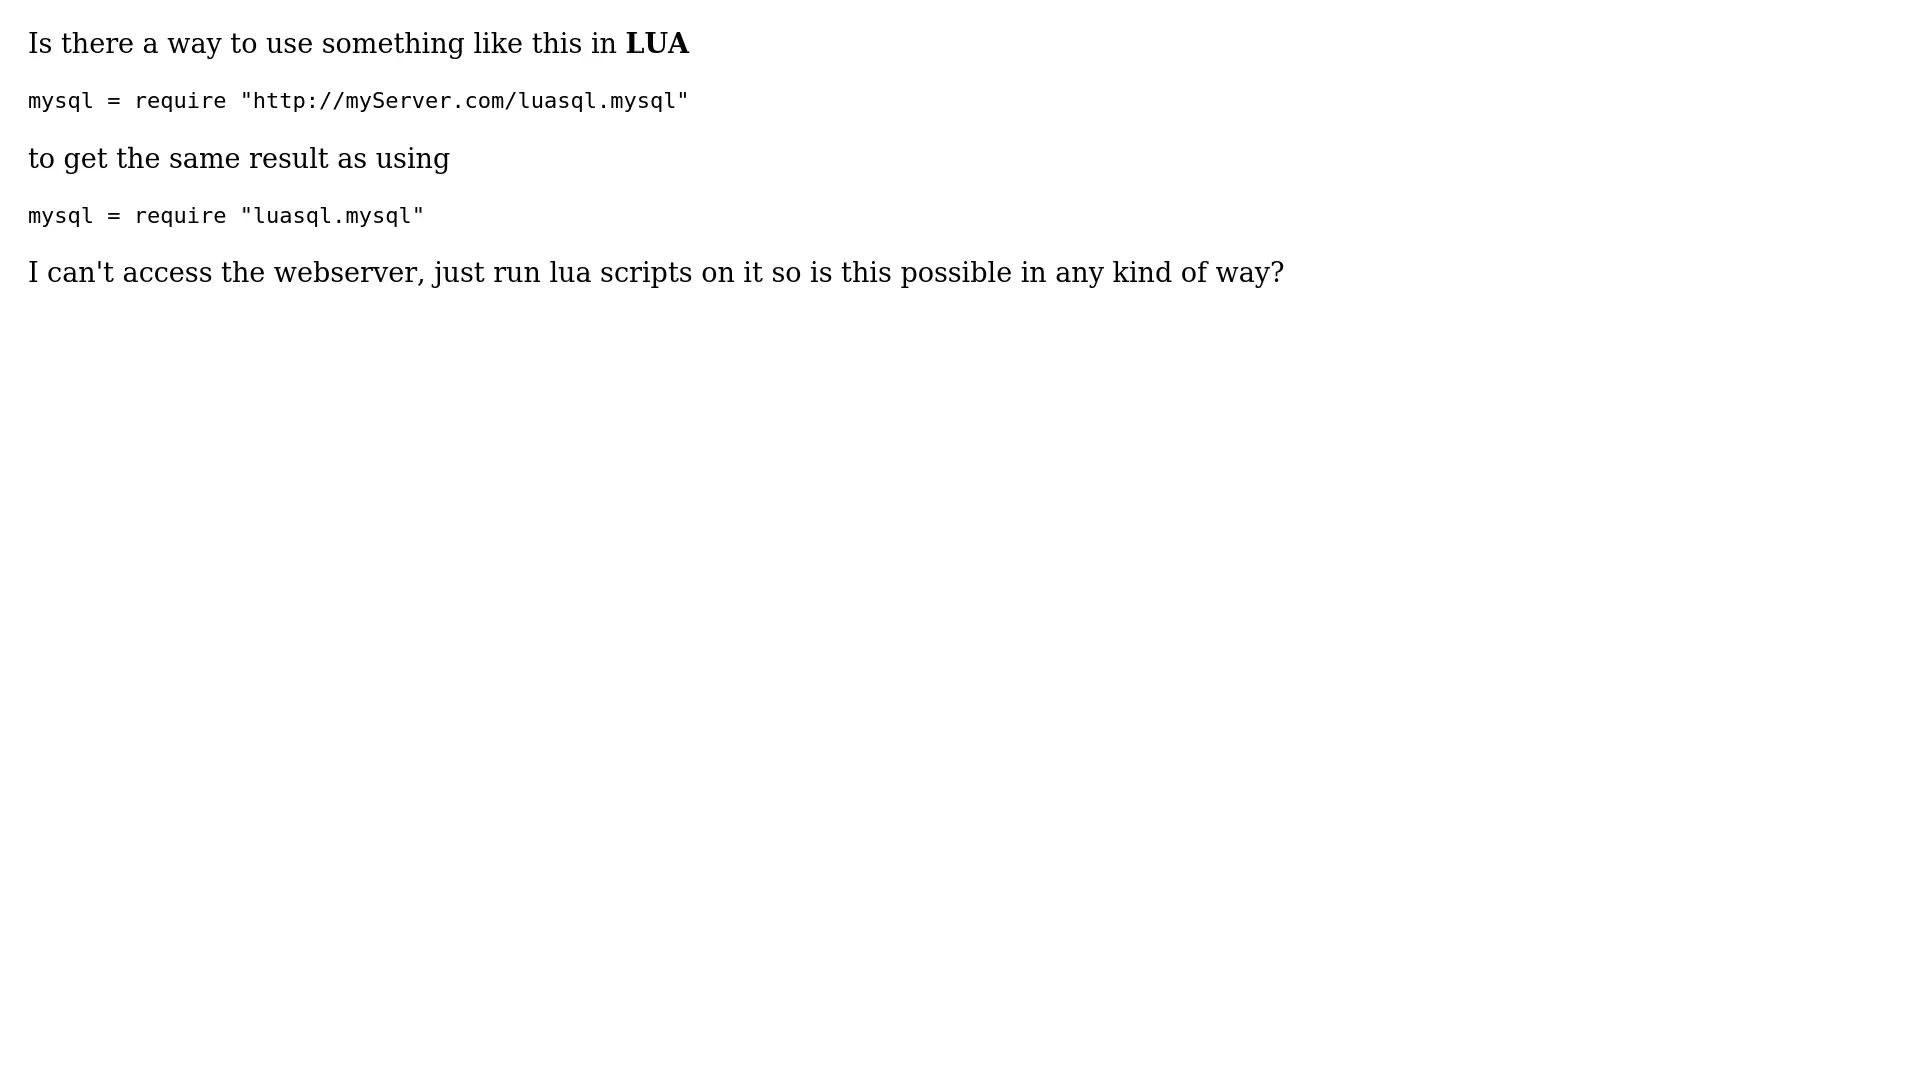 Is there a way to use something like this in LUA
mysql = require "http://myServer.com/luasql.mysql"
to get the same result as using
mysql = require "luasql.mysql"
I can't access the webserver, just run lua scripts on it so is this possible in any kind of way?